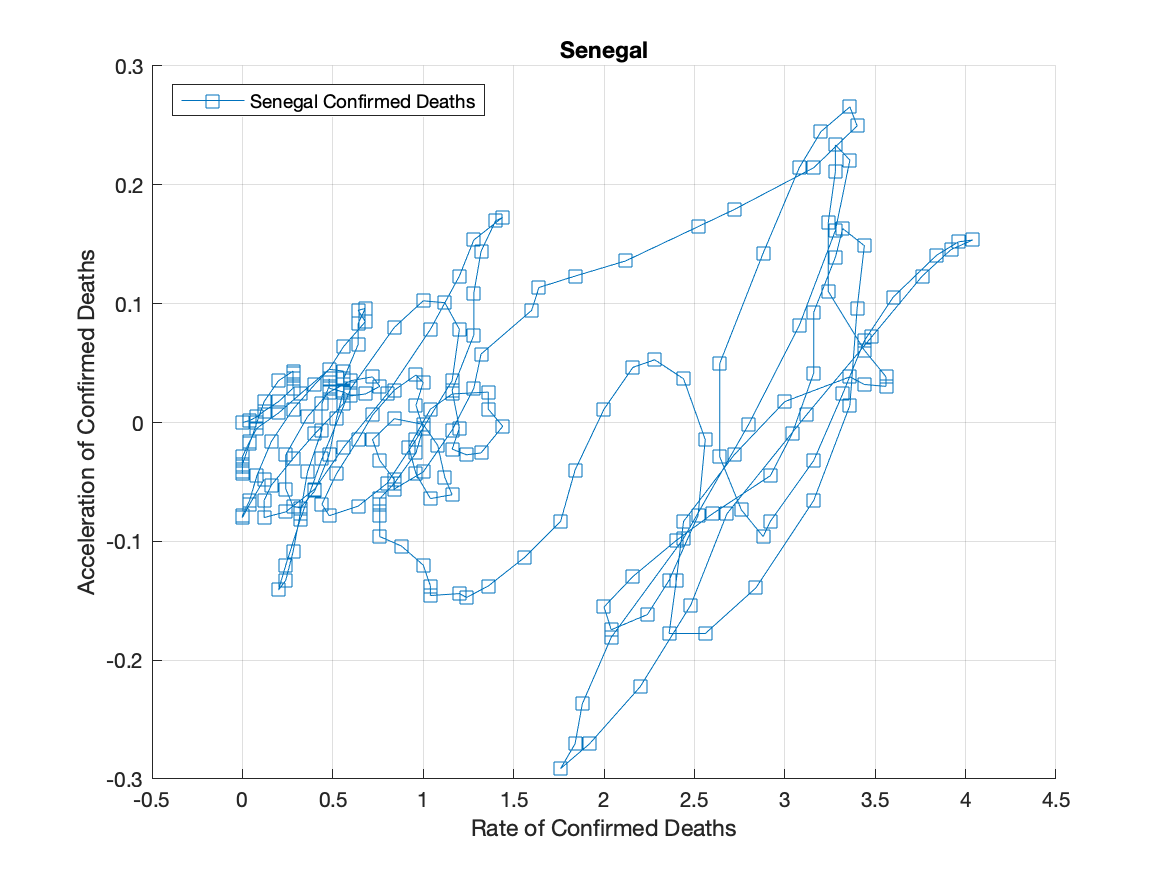 Senegal
Senegal Confirmed Deaths
0.3
0.2
0.1
0
-0.1
-0.2
-0.3
Acceleration of Confirmed Deaths
-0.5 0 0.5 1 1.5 2 2.5 3 3.5 4 4.5
Rate of Confirmed Deaths